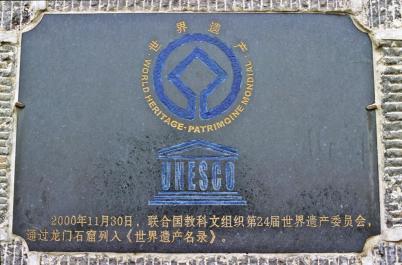 世界遗产
· WORLD HERITAGE · PATRIMOINE MONDIAL ·
UNESCO
2000年11月30日，联合国教科文组织第24届世界遗产委员会，
通过龙门石窟列入《世界遗产名录》。